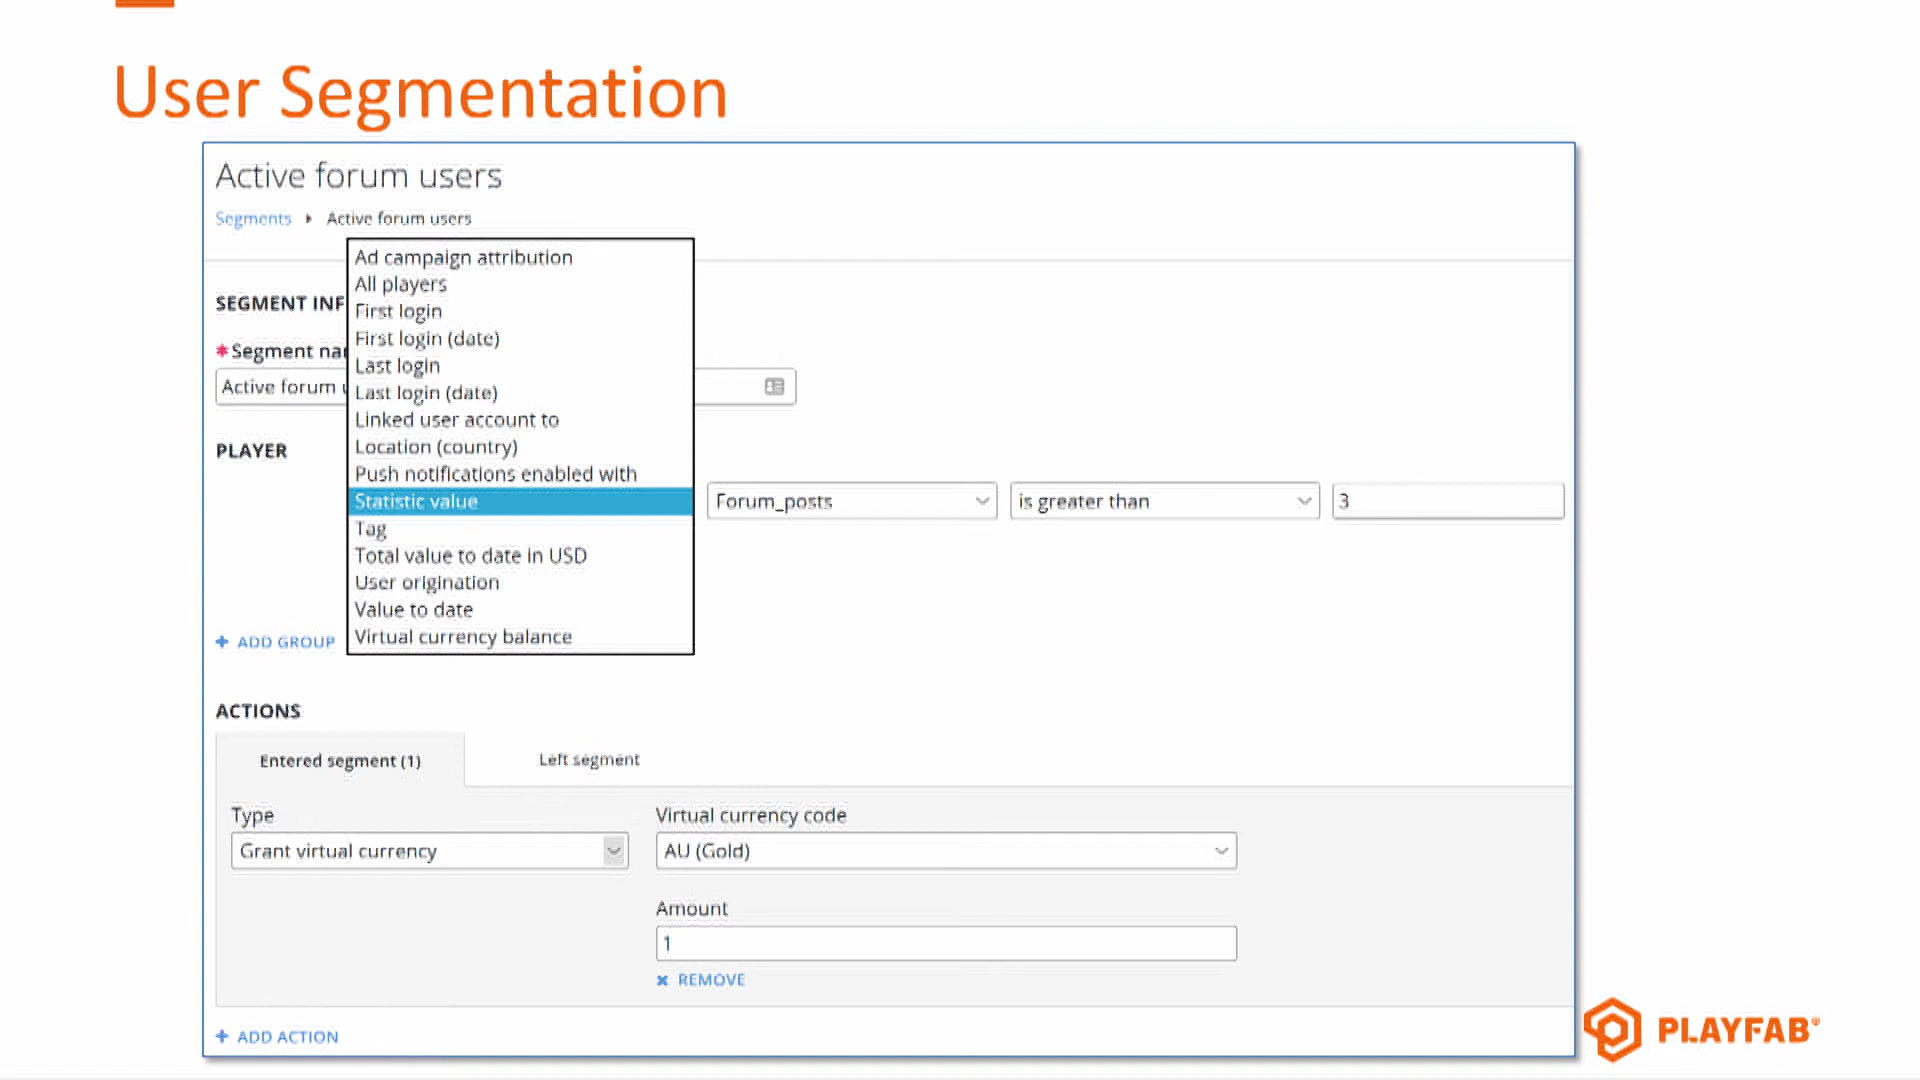 User Segmentation
Active forum users
Segments Active forum users
Ad campaign attribution
All players
SEGMENT INF
First login
First login (date)
*Segment na
Last login
Active forum
Last login (date)
Linked user account to
PLAYER
Location (country)
Push notifications enabled with
Statistic value Forum_posts is greater than 3
Tag
Total value to date in USD
User origination
Value to date
+ ADD GROUP Virtual currency balance
ACTIONS
Entered segment (1) Left segment
Type Virtual currency code
Grant virtual currency AU (Gold)
Amount
1
× REMOVE
+ ADD ACTION
PLAYFAB®